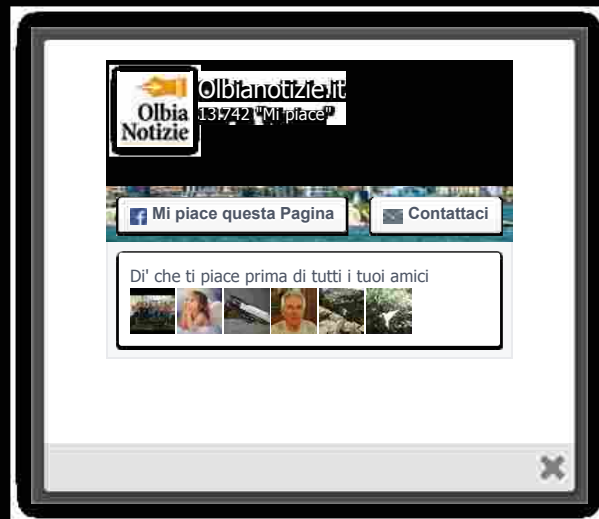 Olbia
Notizie
Olbianotizie.it
13.742 "Mi piace"
Mi piace questa Pagina
Contattaci
Di' che ti piace prima di tutti i tuoi amici